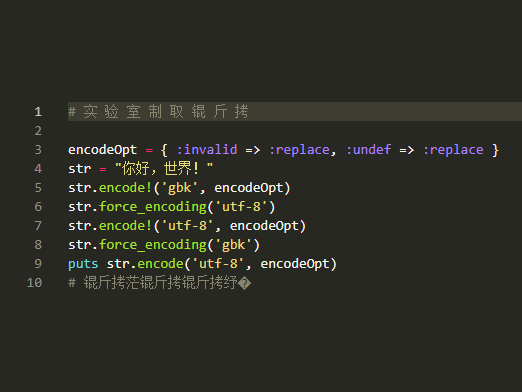 1 # 实 验 室 制 取 锟 斤 拷
2
3 encodeOpt = { :invalid => :replace, :undef => :replace }
4 str = "你好，世界！"
5 str.encode!('gbk', encodeOpt)
6 str.force_encoding('utf-8')
7 str.encode!('utf-8', encodeOpt)
8 str.force_encoding('gbk')
9 puts str.encode('utf-8', encodeOpt)
10 # 锟斤拷茫锟斤拷锟斤拷纾�